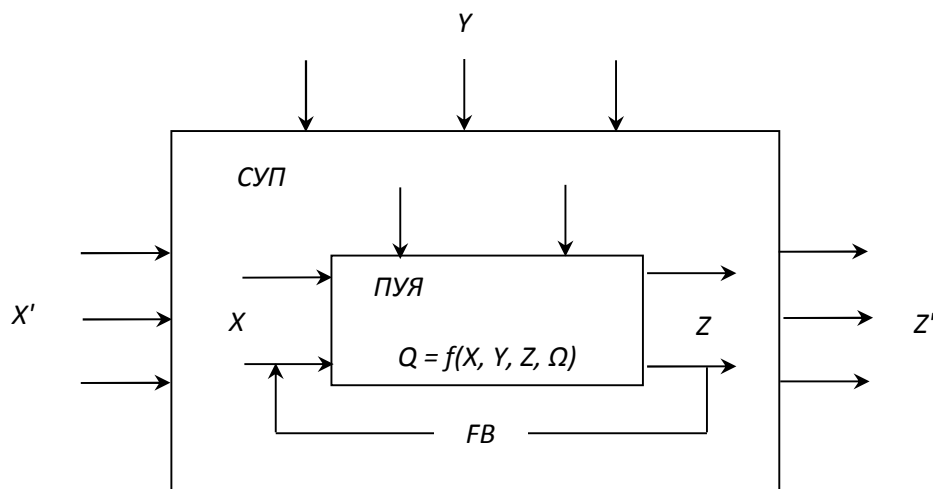 Y
СУП
ПУЯ
X'
X
Z
Z'
Q = f(X, Y, Z, Ω)
FB